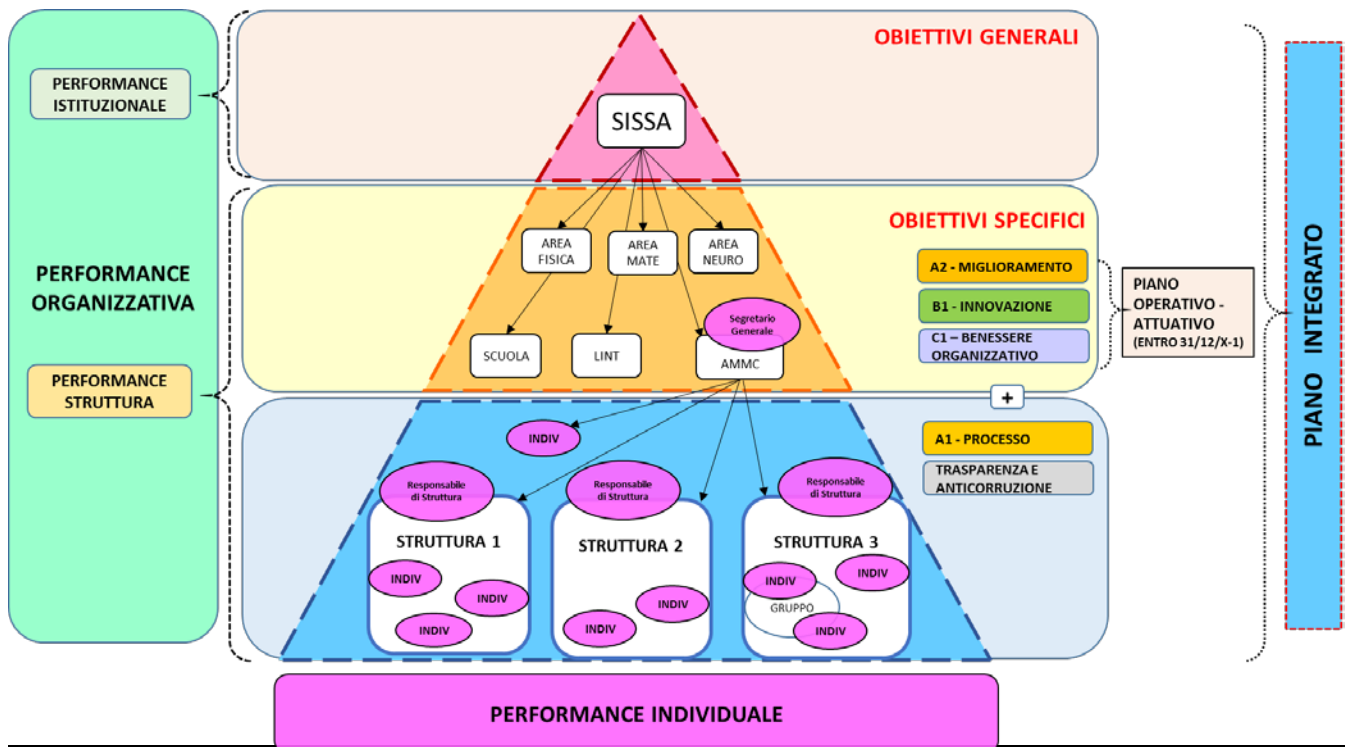 OBIETTIVI GENERALI
PERFORMANCE
ISTITUZIONALE
SISSA
OBIETTIVI SPECIFICI
AREA
FISICA
AREA
MATE
AREA
NEURO
A2 - MIGLIORAMENTO
B1 - INNOVAZIONE
C1 – BENESSERE
ORGANIZZATIVO
PIANO
OPERATIVO -
ATTUATIVO
(ENTRO 31/12/X-1)
PIANO INTEGRATO
PERFORMANCE
ORGANIZZATIVA
Segretario
Generale
SCUOLA
LINT
AMMC
PERFORMANCE
STRUTTURA
+
INDIV
A1 - PROCESSO
TRASPARENZA E
ANTICORRUZIONE
Responsabile
di Struttura
Responsabile
di Struttura
Responsabile
di Struttura
STRUTTURA 1
STRUTTURA 2
STRUTTURA 3
INDIV
INDIV
INDIV
INDIV
INDIV
INDIV
INDIV
GRUPPO
INDIV
PERFORMANCE INDIVIDUALE